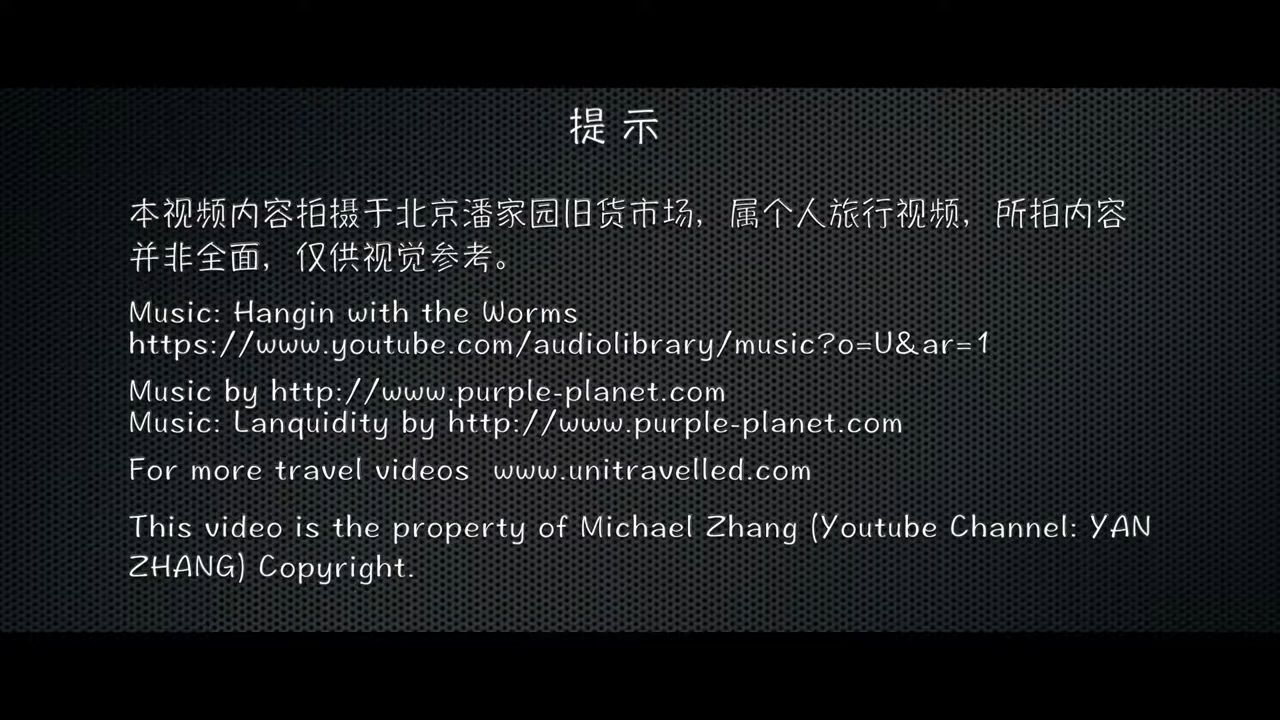 提示
本视频内容拍摄于北京潘家园旧货市场，属个人旅行视频，所拍内容
并非全面，仅供视觉参考。
Music: Hangin with the Worms
https://www.youtube.com/audiolibrary/music?o=U&ar=1
Music by http://www.purple-planet.com
Music: Lanquidity by http://www.purple-planet.com
For more travel videos  www.unitravelled.com
This video is the property of Michael Zhang (Youtube Channel: YAN
ZHANG) Copyright.